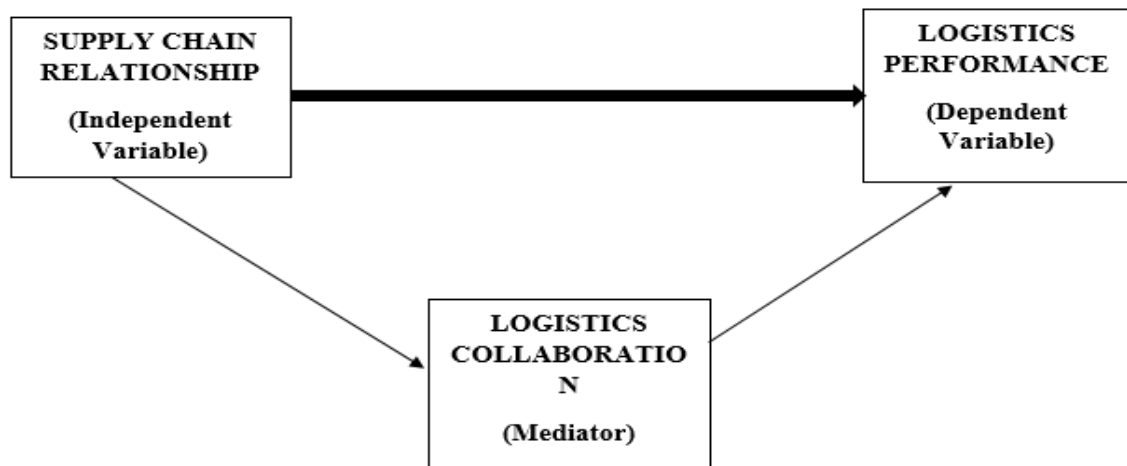 SUPPLY CHAIN
RELATIONSHIP
(Independent
Variable)
LOGISTICS
PERFORMANCE
(Dependent
Variable)
LOGISTICS
COLLABORATIO
N
(Mediator)